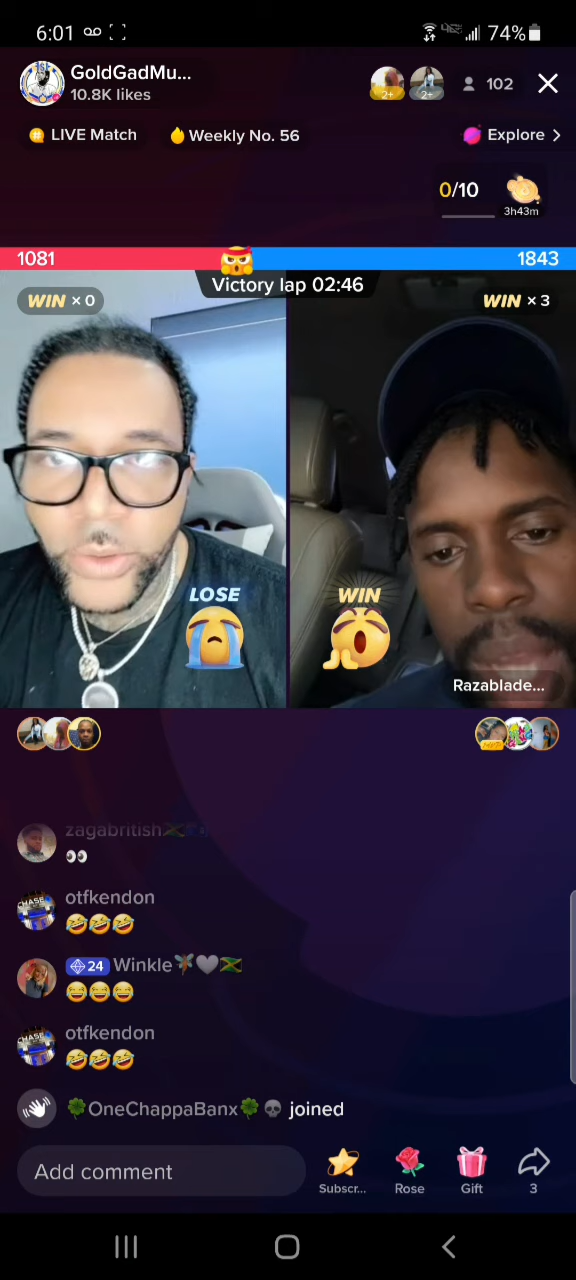 6:01
74%
GoldGadMu...
10.8K likes
2+
2+
102
LIVE Match
Weekly No. 56
Explore
0/10
3h43m
1081
1843
Victory lap 02:46
WIN × 0
WIN × 3
LOSE
WIN
Razablade...
zagabritish
👀
otfkendon
🤣🤣🤣
24 Winkle🧚🤍🇯🇲
😂😂😂
otfkendon
🤣🤣🤣
🍀OneChappaBanx🍀💀 joined
Add comment
Subscr...
Rose
Gift
3